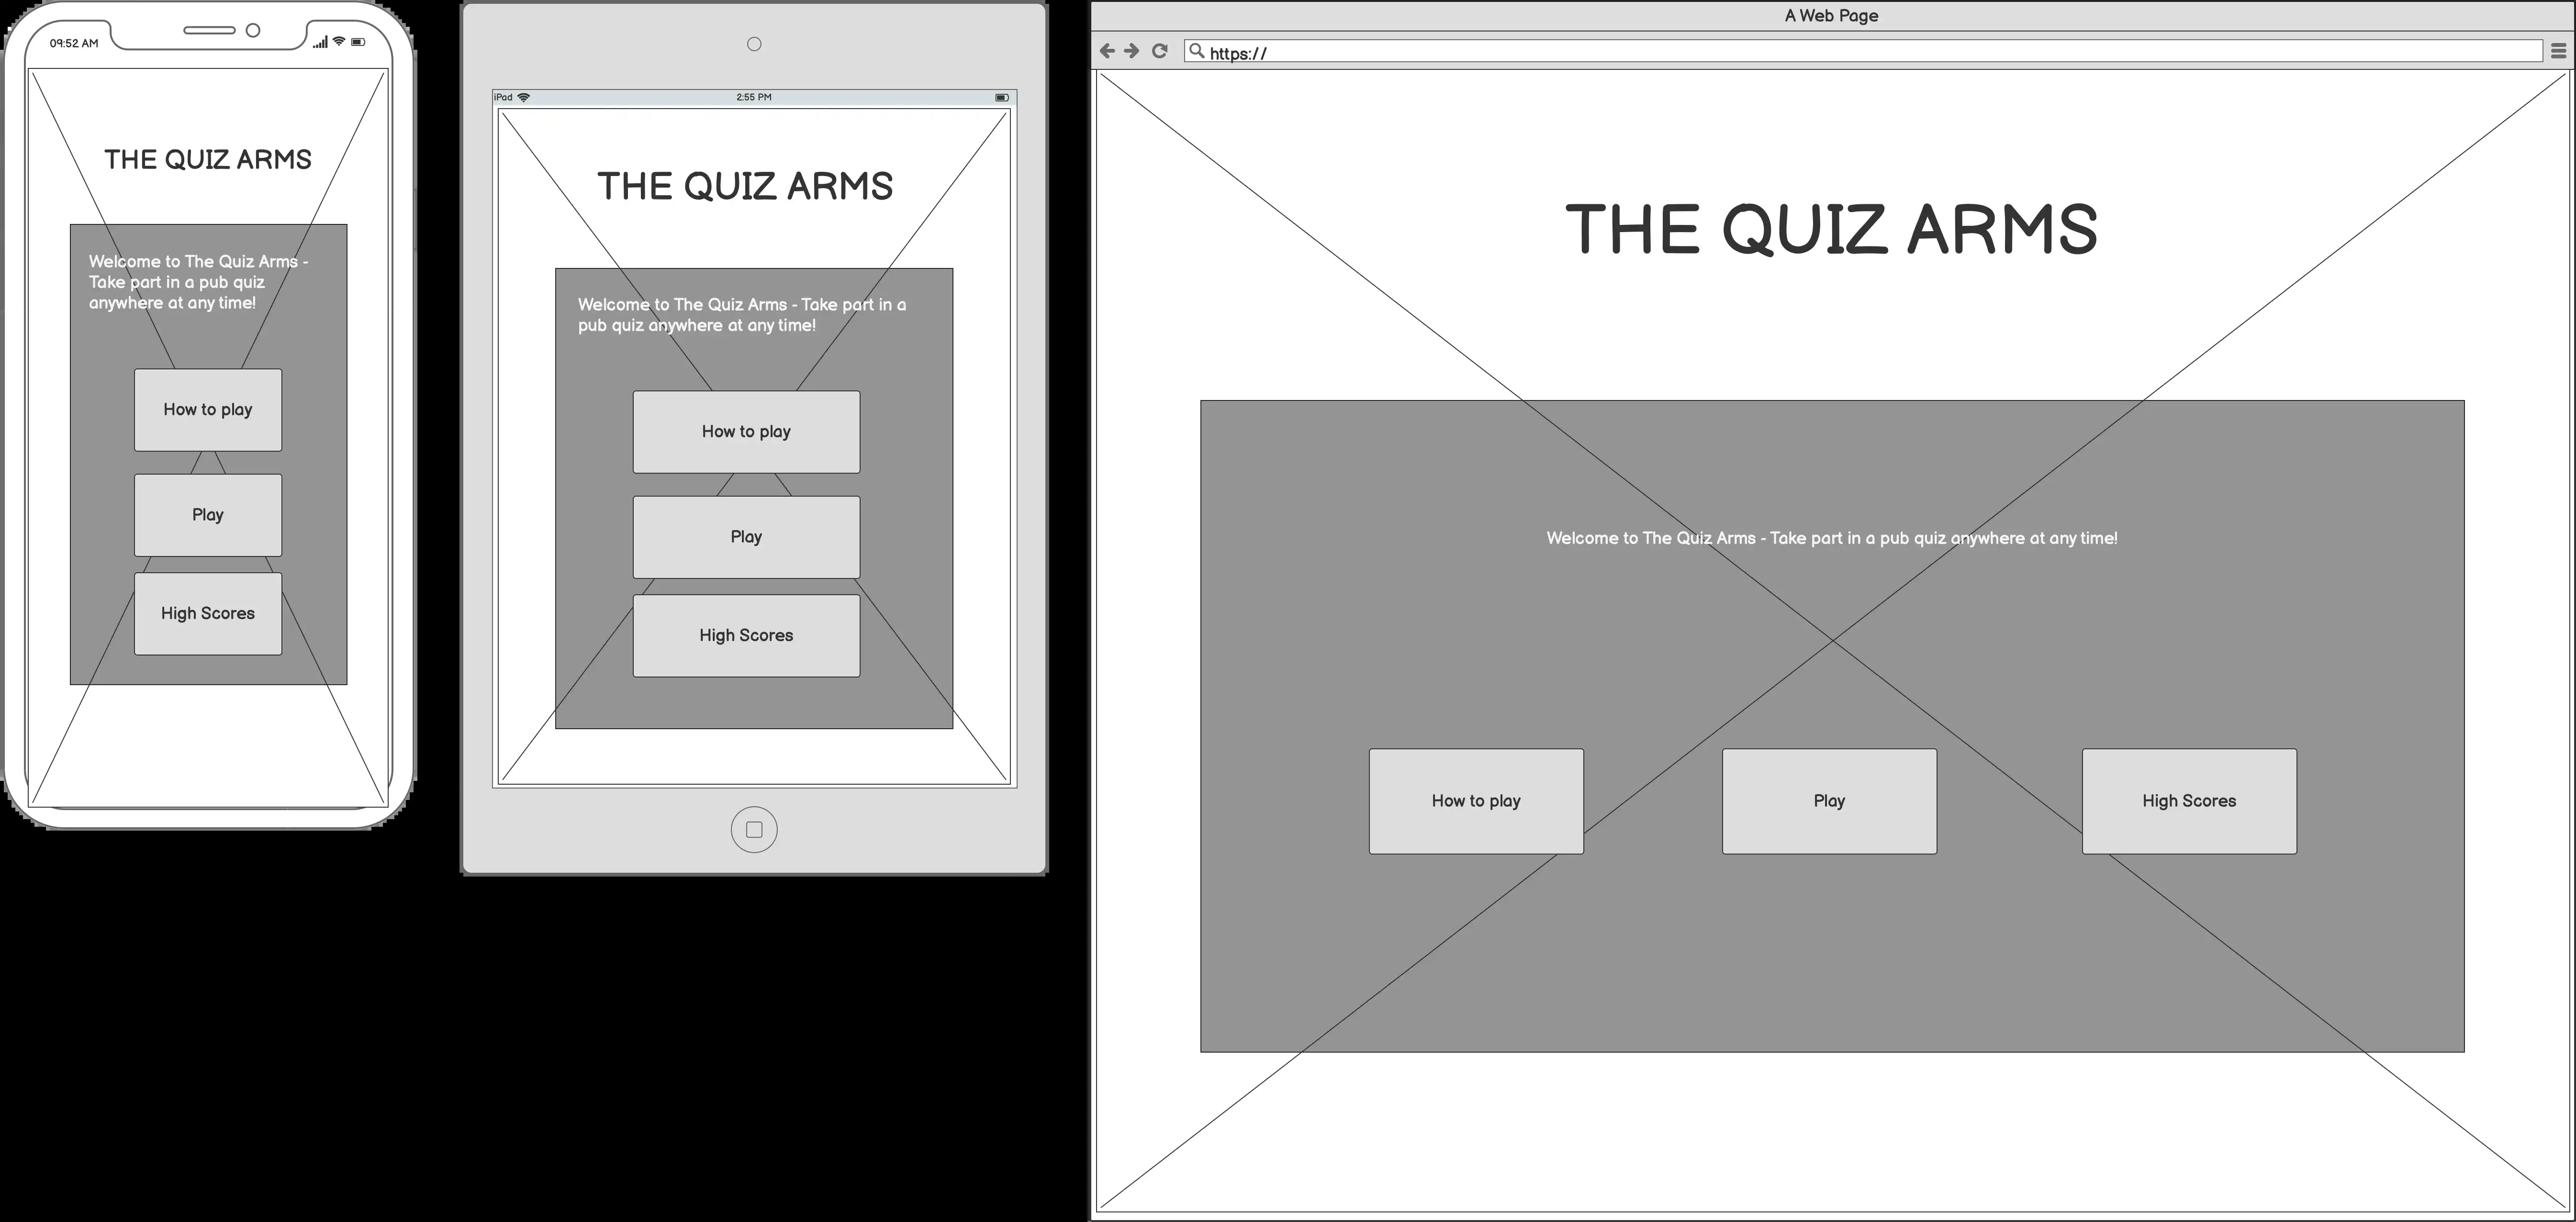 09:52 AM
THE QUIZ ARMS
Welcome to The Quiz Arms -
Take part in a pub quiz
anywhere at any time!
How to play
Play
High Scores
iPad
2:55 PM
THE QUIZ ARMS
Welcome to The Quiz Arms - Take part in a
pub quiz anywhere at any time!
How to play
Play
High Scores
A Web Page
https://
THE QUIZ ARMS
Welcome to The Quiz Arms - Take part in a pub quiz anywhere at any time!
How to play
Play
High Scores